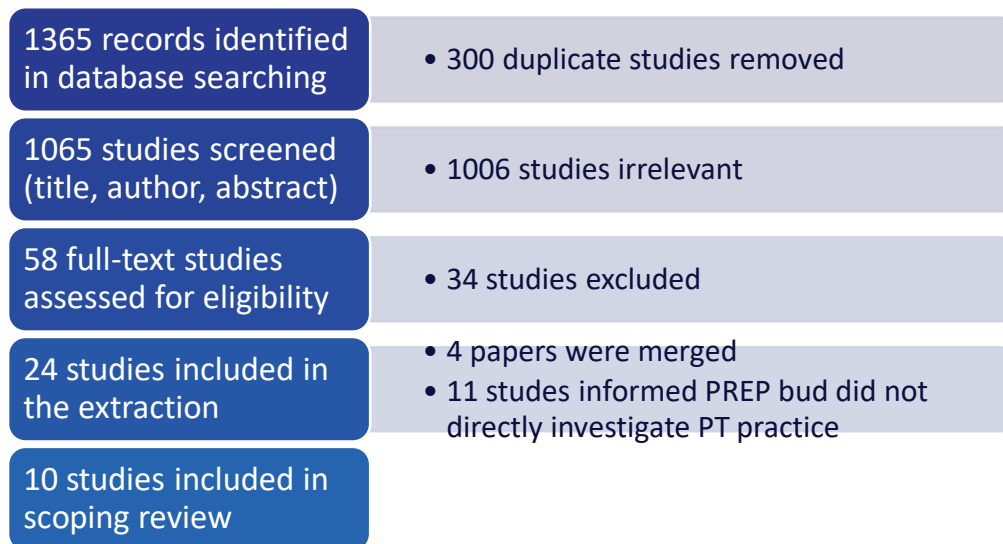 1365 records identified
in database searching
• 300 duplicate studies removed
1065 studies screened
(title, author, abstract)
• 1006 studies irrelevant
58 full-text studies
assessed for eligibility
• 34 studies excluded
24 studies included in
the extraction
• 4 papers were merged
• 11 studes informed PREP bud did not
directly investigate PT practice
10 studies included in
scoping review